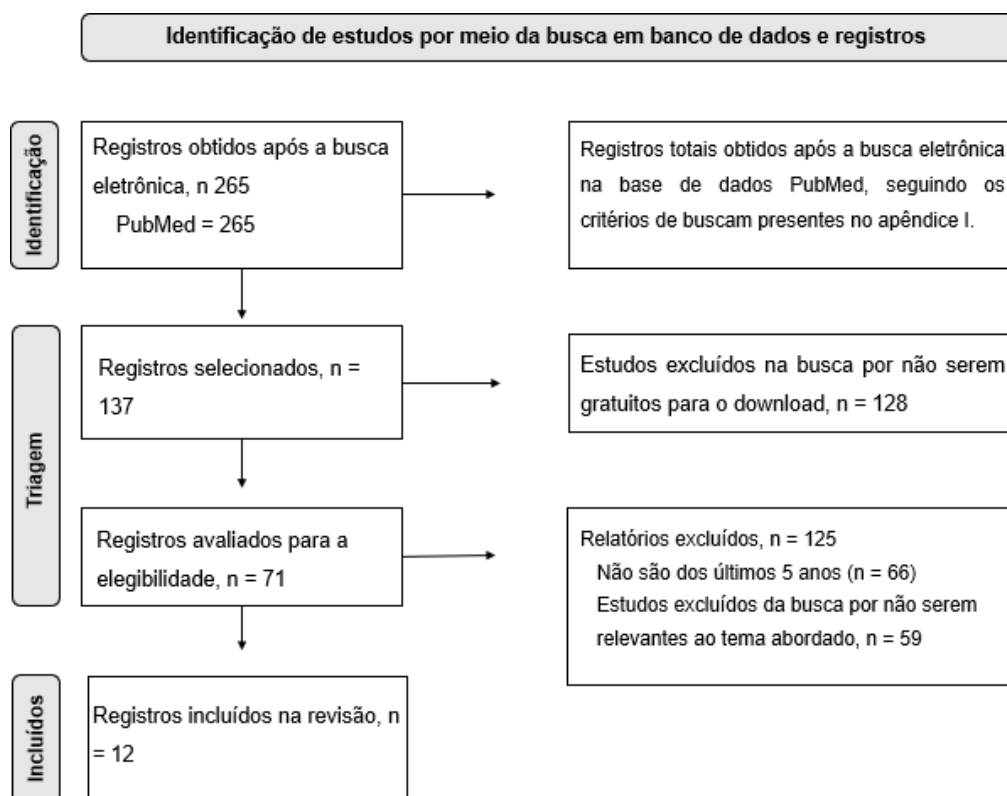 Identificação de estudos por meio da busca em banco de dados e registros
Identificação
Registros obtidos após a busca
eletrônica, n 265
PubMed = 265
Registros totais obtidos após a busca eletrônica
na base de dados PubMed, seguindo os
critérios de buscam presentes no apêndice I.
Triagem
Registros selecionados, n =
137
Estudos excluídos na busca por não serem
gratuitos para o download, n = 128
Registros avaliados para a
elegibilidade, n = 71
Relatórios excluídos, n = 125
Não são dos últimos 5 anos (n = 66)
Estudos excluídos da busca por não serem
relevantes ao tema abordado, n = 59
Incluídos
Registros incluídos na revisão, n
= 12